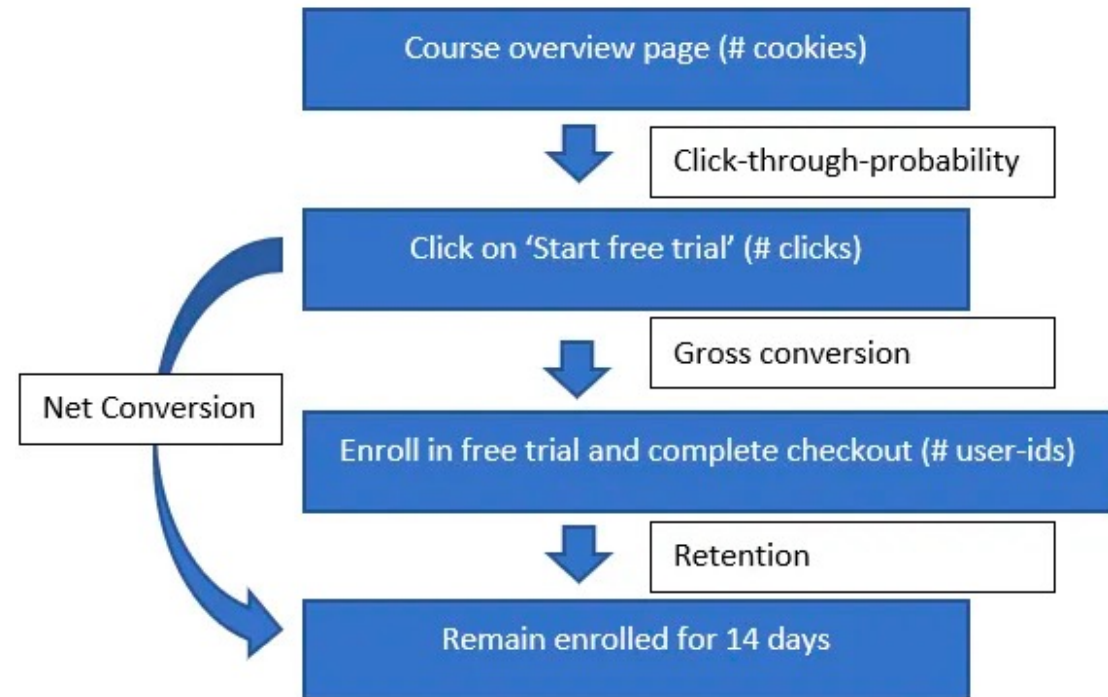 Course overview page (# cookies)
Click-through-probability
Click on ‘Start free trial’ (# clicks)
Gross conversion
Net Conversion
Enroll in free trial and complete checkout (# user-ids)
Retention
Remain enrolled for 14 days